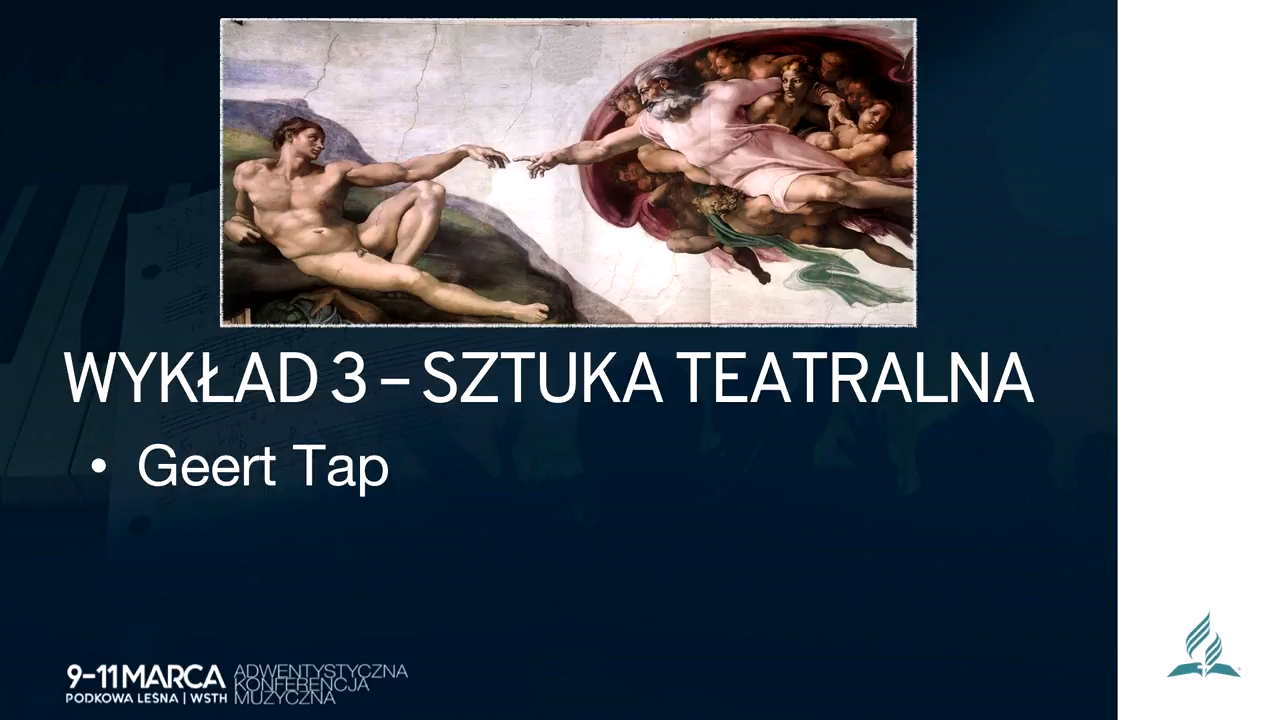 WYKŁAD 3 – SZTUKA TEATRALNA
• Geert Tap
9-11 MARCA
PODKOWA LEŚNA | WSTH
ADWENTYSTYCZNA
KONFERENCJA
MUZYCZNA